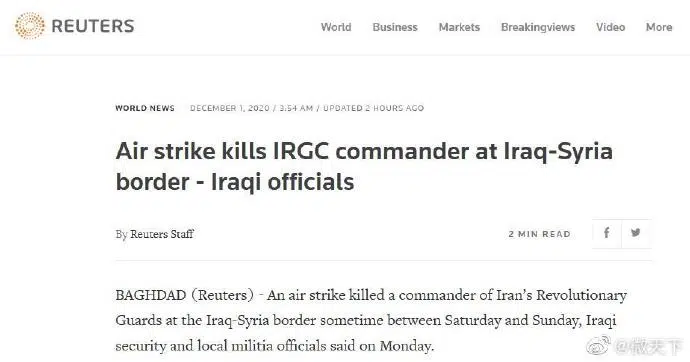 REUTERS
World Business Markets Breakingviews Video More
WORLD NEWS DECEMBER 1, 2020 / 3:54 AM / UPDATED 2 HOURS AGO
Air strike kills IRGC commander at Iraq-Syria
border - Iraqi officials
By Reuters Staff
2 MIN READ
BAGHDAD (Reuters) - An air strike killed a commander of Iran’s Revolutionary
Guards at the Iraq-Syria border sometime between Saturday and Sunday, Iraqi
security and local militia officials said on Monday.
@微天下